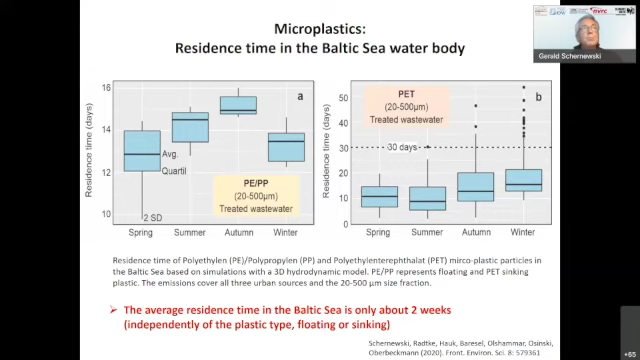 Microplastics:
Residence time in the Baltic Sea water body
Gerald Schernewski
Residence time (days)
16
14
12
10
a
Avg.
Quartil
2 SD
PE/PP
(20-500µm)
Treated wastewater
Spring
Summer
Autumn
Winter
Residence time (days)
50
40
30
20
10
0
b
PET
(20-500µm)
Treated wastewater
30 days
Spring
Summer
Autumn
Winter
Residence time of Polyethylen (PE)/Polypropylen (PP) and Polyethylenterephthalat (PET) mirco-plastic particles in
the Baltic Sea based on simulations with a 3D hydrodynamic model. PE/PP represents floating and PET sinking
plastic. The emissions cover all three urban sources and the 20-500 µm size fraction.
➢ The average residence time in the Baltic Sea is only about 2 weeks
(independently of the plastic type, floating or sinking)
Schernewski, Radtke, Hauk, Baresel, Olshammar, Osinski,
Oberbeckmann (2020). Front. Environ. Sci. 8: 579361
+65